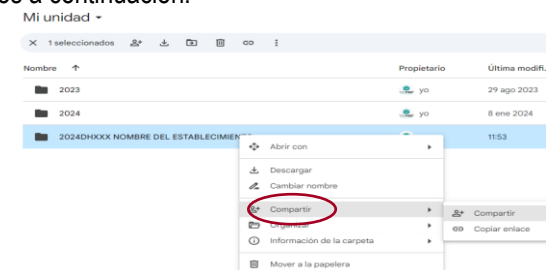 s a continuación.
Mi unidad
1 seleccionados
Nombre Propietario Última modifi.
2023 yo 29 ago 2023
2024 yo 8 ene 2024
2024DHXXX NOMBRE DEL ESTABLECIMIEN 11:53
Abrir con
Descargar
Cambiar nombre
Compartir
Compartir
Organizar
Copiar enlace
Información de la carpeta
Mover a la papelera